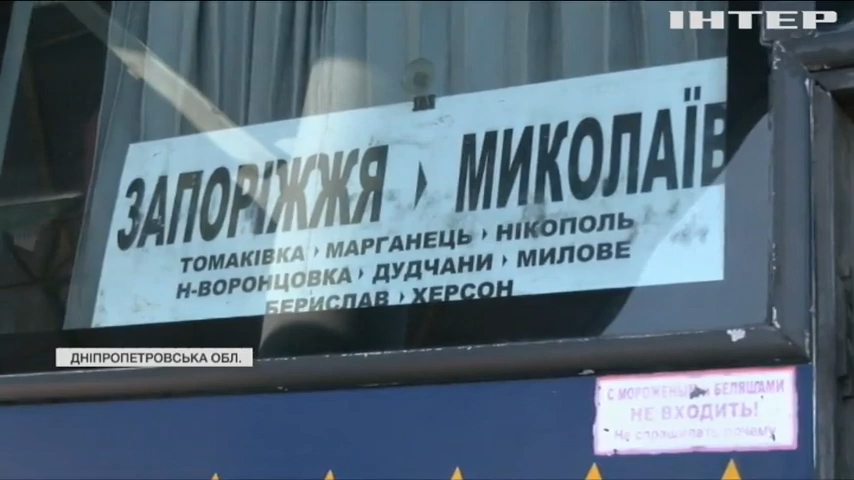 ІНТЕР
ЗАПОРІЖЖЯ › МИКОЛАЇВ
ТОМАКІВКА › МАРГАНЕЦЬ › НІКОПОЛЬ
Н-ВОРОНЦОВКА › ДУДЧАНИ › МИЛОВЕ
БЕРИСЛАВ › ХЕРСОН
ДНІПРОПЕТРОВСЬКА ОБЛ.
С МОРОЖЕНЫМ И БЕЛЯШАМИ
НЕ ВХОДИТЬ!
Не спрашивать почему